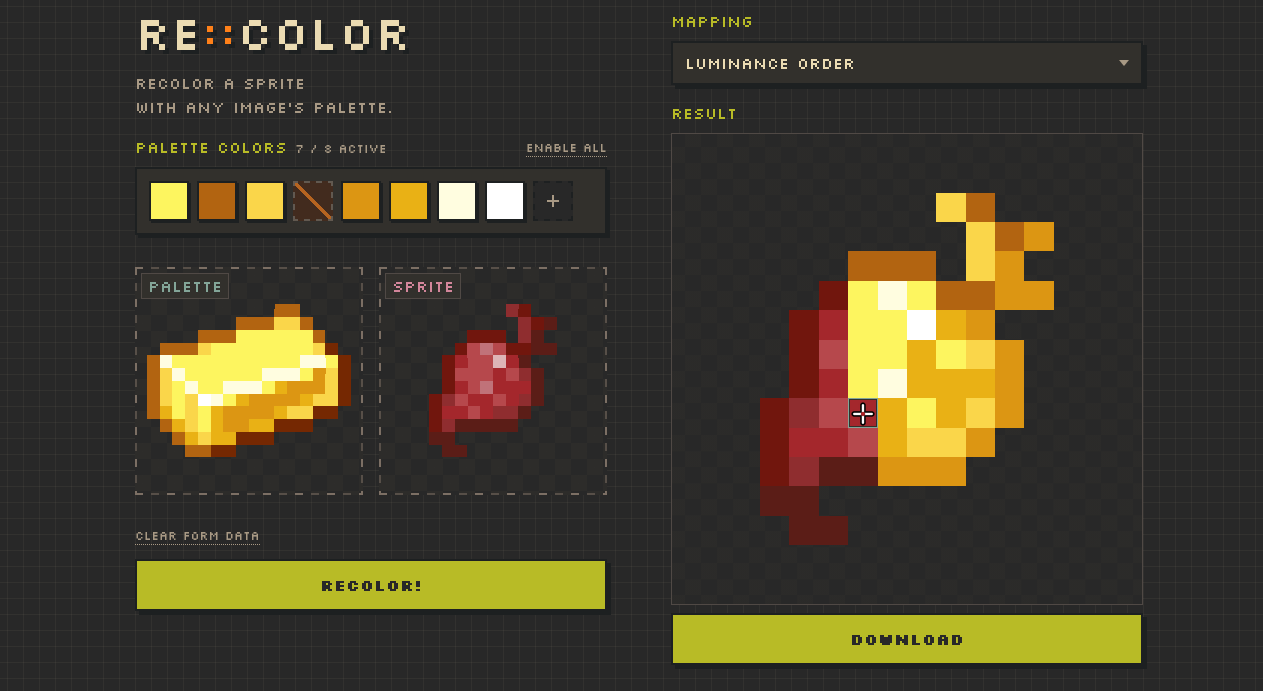 RE::COLOR
RECOLOR A SPRITE
WITH ANY IMAGE'S PALETTE.
PALETTE COLORS 7 / 8 ACTIVE ENABLE ALL
+
PALETTE
SPRITE
CLEAR FORM DATA
RECOLOR!
MAPPING
LUMINANCE ORDER
RESULT
DOWNLOAD